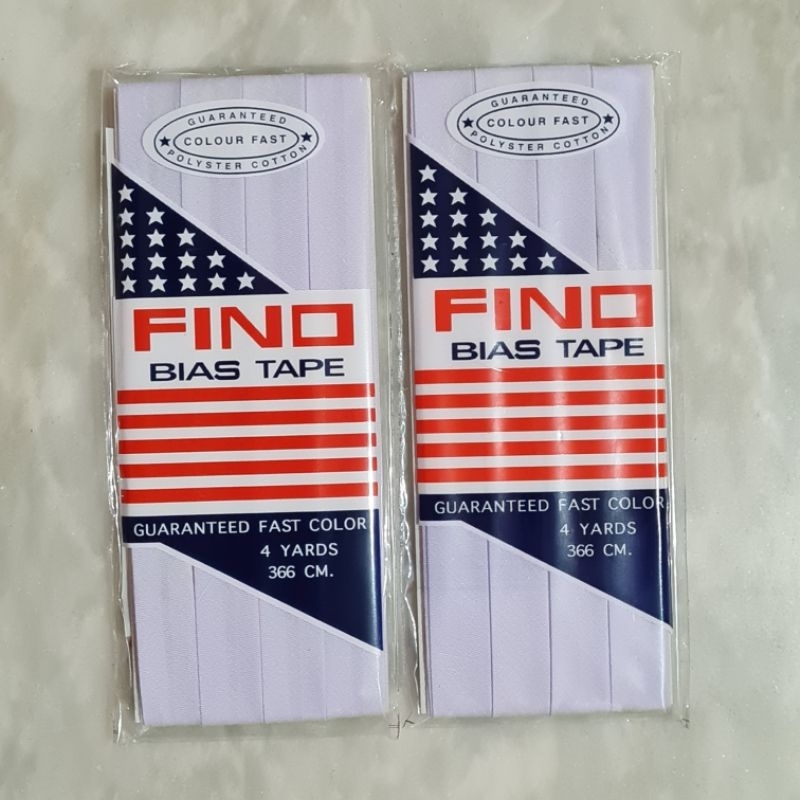 GUARANTEED
COLOUR FAST
POLYSTER COTTON
FINO
BIAS TAPE
GUARANTEED FAST COLOR
4 YARDS
366 CM.
GUARANTEED
COLOUR FAST
POLYSTER COTTON
FINO
BIAS TAPE
GUARANTEED FAST COLOR
4 YARDS
366 CM.